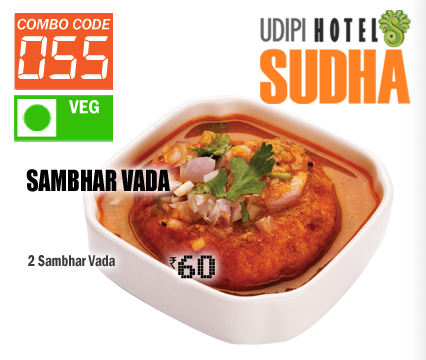 COMBO CODE
055
VEG
UDIPI HOTEL
SUDHA
SAMBHAR VADA
2 Sambhar Vada
₹60